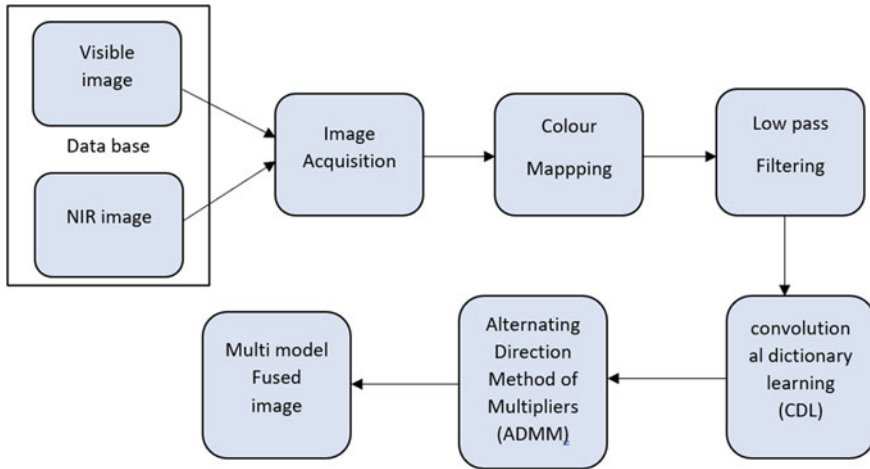 Visible
image
Data base
NIR image
Image
Acquisition
Colour
Mappping
Low pass
Filtering
convolution
al dictionary
learning
(CDL)
Alternating
Direction
Method of
Multipliers
(ADMM)
Multi model
Fused
image